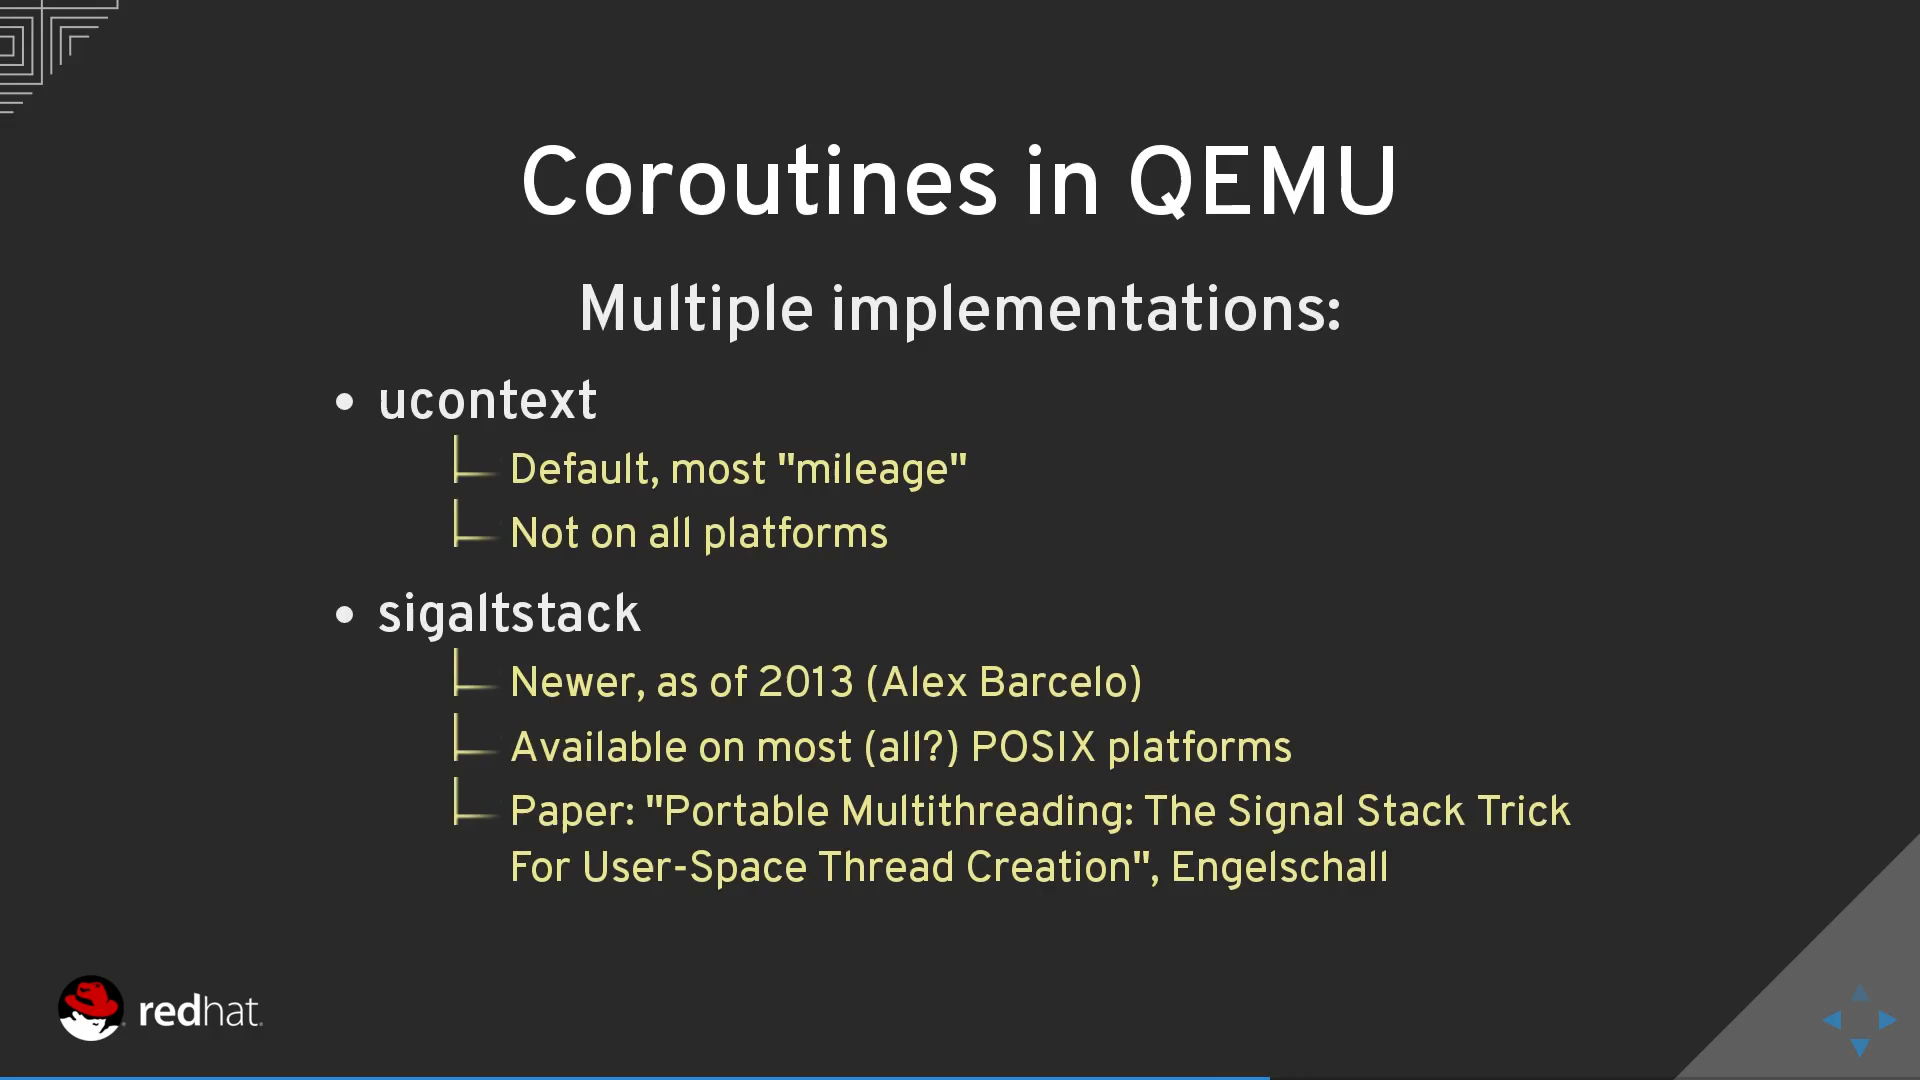 Coroutines in QEMU
Multiple implementations:
ucontext
Default, most "mileage"
Not on all platforms
sigaltstack
Newer, as of 2013 (Alex Barcelo)
Available on most (all?) POSIX platforms
Paper: "Portable Multithreading: The Signal Stack Trick
For User-Space Thread Creation", Engelschall
redhat.